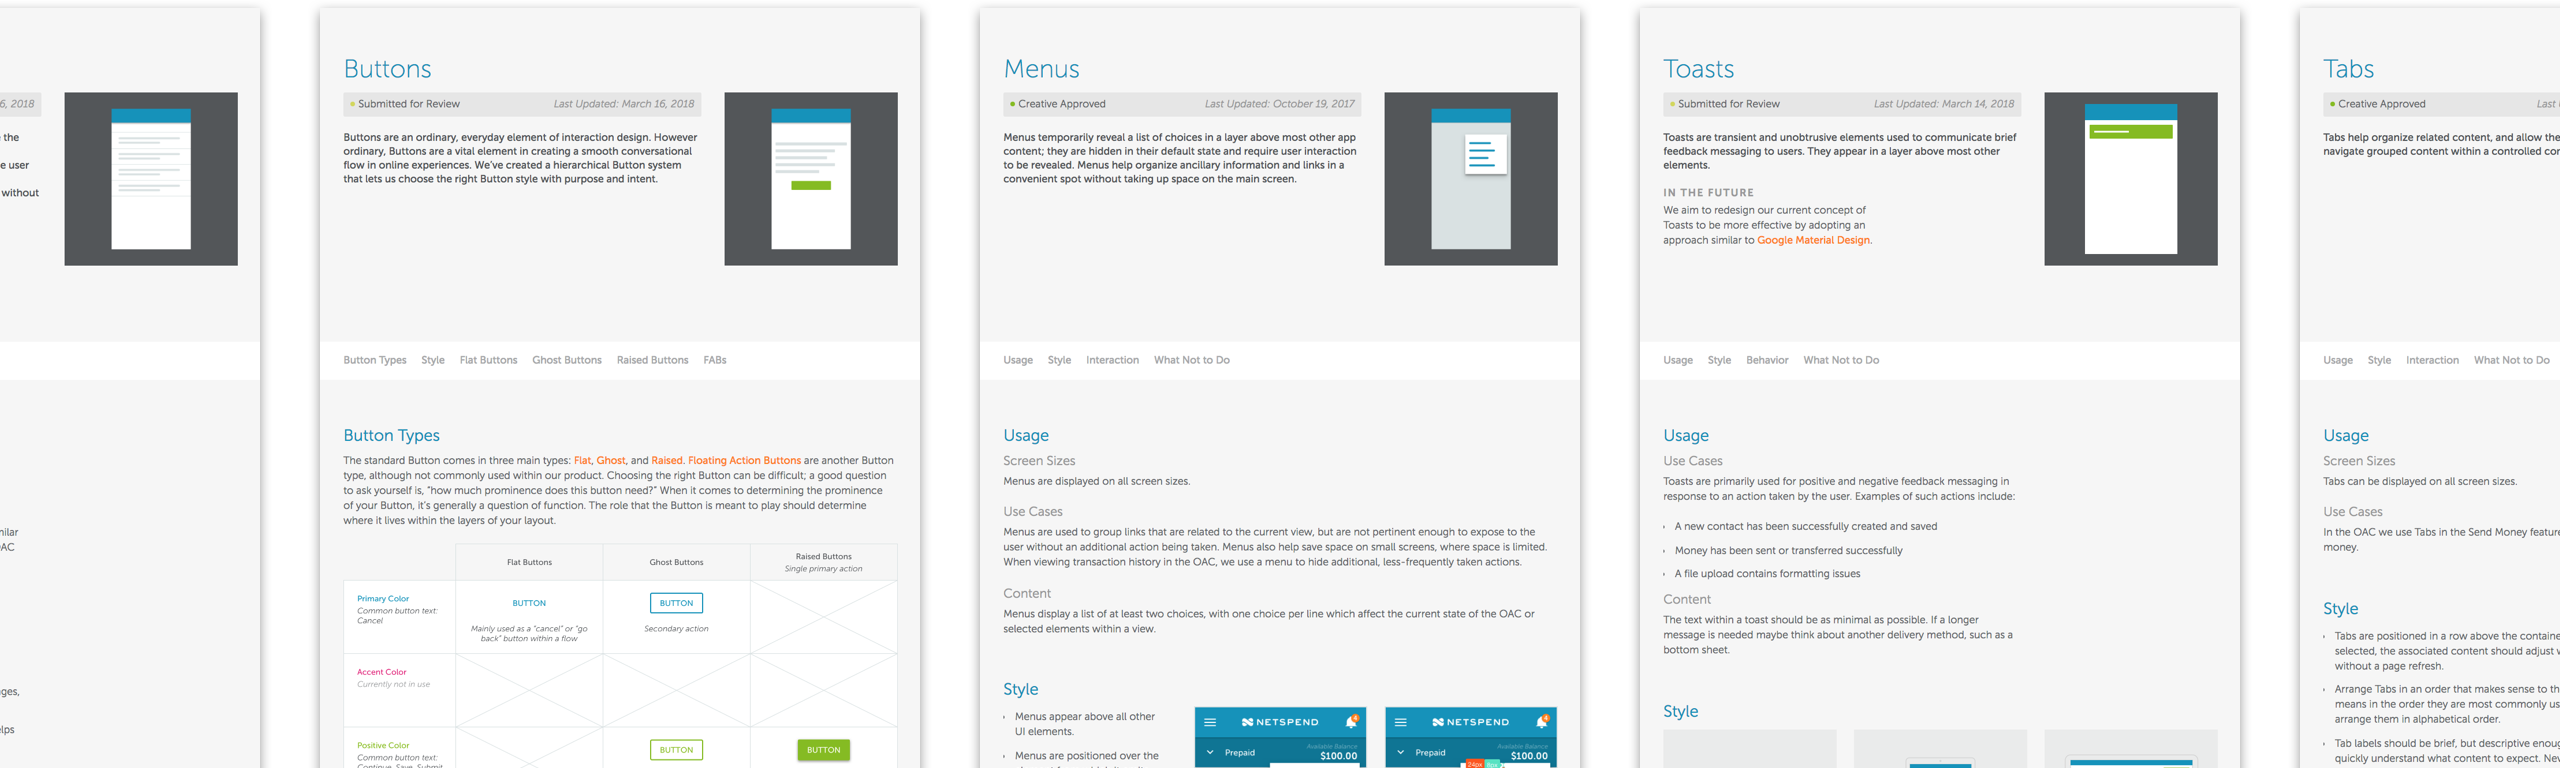 6, 2018
the
e user
without
milar
AC
ges,
elps
Buttons
Submitted for Review
Last Updated: March 16, 2018
Buttons are an ordinary, everyday element of interaction design. However
ordinary, Buttons are a vital element in creating a smooth conversational
flow in online experiences. We've created a hierarchical Button system
that lets us choose the right Button style with purpose and intent.
Button Types Style Flat Buttons Ghost Buttons Raised Buttons FABs
Button Types
The standard Button comes in three main types: Flat, Ghost, and Raised. Floating Action Buttons are another Button
type, although not commonly used within our product. Choosing the right Button can be difficult; a good question
to ask yourself is, "how much prominence does this button need?" When it comes to determining the prominence
of your Button, it's generally a question of function. The role that the Button is meant to play should determine
where it lives within the layers of your layout.
Flat Buttons
Ghost Buttons
Raised Buttons
Single primary action
Primary Color
Common button text:
Cancel
BUTTON
Mainly used as a "cancel" or "go
back" button within a flow
BUTTON
Secondary action
Accent Color
Currently not in use
Positive Color
Common button text:
Continue, Save, Submit
BUTTON
BUTTON
Menus
Creative Approved
Last Updated: October 19, 2017
Menus temporarily reveal a list of choices in a layer above most other app
content; they are hidden in their default state and require user interaction
to be revealed. Menus help organize ancillary information and links in a
convenient spot without taking up space on the main screen.
Usage Style Interaction What Not to Do
Usage
Screen Sizes
Menus are displayed on all screen sizes.
Use Cases
Menus are used to group links that are related to the current view, but are not pertinent enough to expose to the
user without an additional action being taken. Menus also help save space on small screens, where space is limited.
When viewing transaction history in the OAC, we use a menu to hide additional, less-frequently taken actions.
Content
Menus display a list of at least two choices, with one choice per line which affect the current state of the OAC or
selected elements within a view.
Style
Menus appear above all other
UI elements.
Menus are positioned over the
NETSPEND
4
Prepaid
Available Balance
$100.00
NETSPEND
4
Prepaid
Available Balance
$100.00
24px 8px
Toasts
Submitted for Review
Last Updated: March 14, 2018
Toasts are transient and unobtrusive elements used to communicate brief
feedback messaging to users. They appear in a layer above most other
elements.
IN THE FUTURE
We aim to redesign our current concept of
Toasts to be more effective by adopting an
approach similar to Google Material Design.
Usage Style Behavior What Not to Do
Usage
Use Cases
Toasts are primarily used for positive and negative feedback messaging in
response to an action taken by the user. Examples of such actions include:
A new contact has been successfully created and saved
Money has been sent or transferred successfully
A file upload contains formatting issues
Content
The text within a toast should be as minimal as possible. If a longer
message is needed maybe think about another delivery method, such as a
bottom sheet.
Style
Tabs
Creative Approved
Last
Tabs help organize related content, and allow the
navigate grouped content within a controlled con
Usage Style Interaction What Not to Do
Usage
Screen Sizes
Tabs can be displayed on all screen sizes.
Use Cases
In the OAC we use Tabs in the Send Money feature
money.
Style
Tabs are positioned in a row above the containe
selected, the associated content should adjust w
without a page refresh.
Arrange Tabs in an order that makes sense to th
means in the order they are most commonly us
arrange them in alphabetical order.
Tab labels should be brief, but descriptive enoug
quickly understand what content to expect. Nev